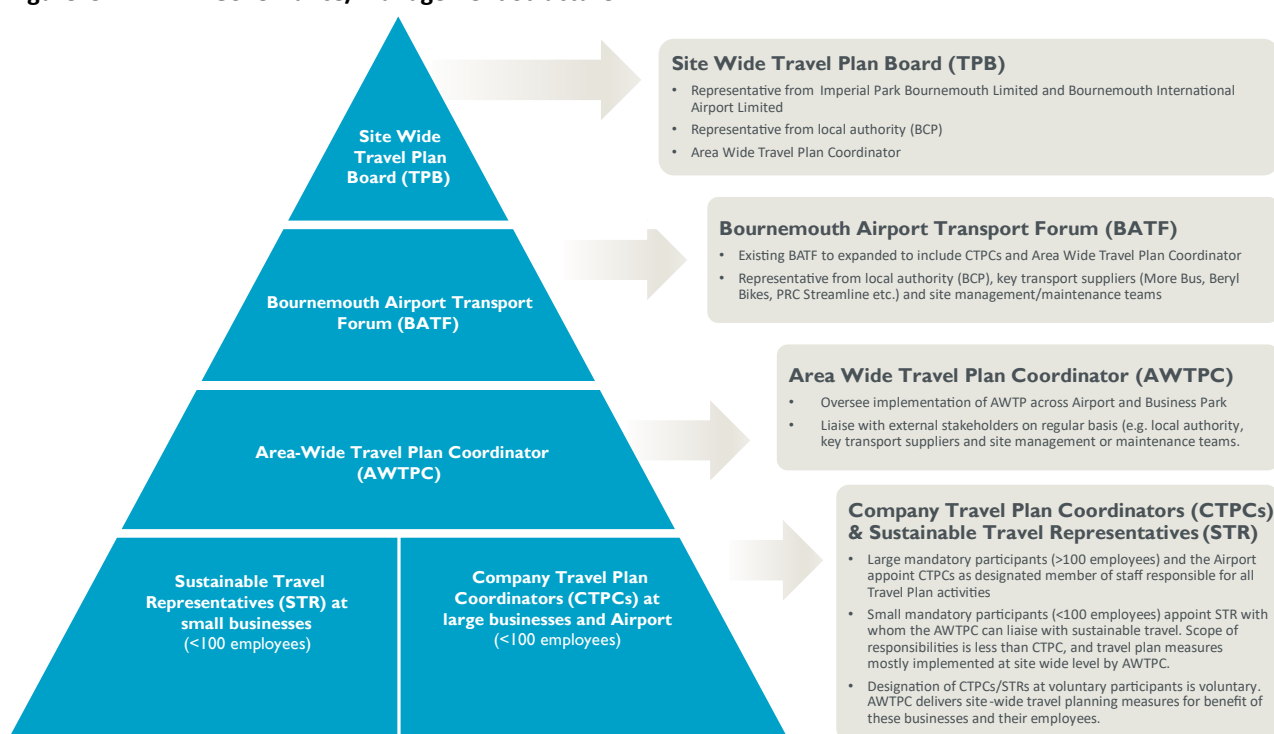 Site Wide
Travel Plan
Board (TPB)
Bournemouth Airport Transport
Forum (BATF)
Area-Wide Travel Plan Coordinator
(AWTPC)
Sustainable Travel
Representatives (STR) at
small businesses
(<100 employees)
Company Travel Plan
Coordinators (CTPCs) at
large businesses and Airport
(<100 employees)
Site Wide Travel Plan Board (TPB)
• Representative from Imperial Park Bournemouth Limited and Bournemouth International
Airport Limited
• Representative from local authority (BCP)
• Area Wide Travel Plan Coordinator
Bournemouth Airport Transport Forum (BATF)
• Existing BATF to expanded to include CTPCs and Area Wide Travel Plan Coordinator
• Representative from local authority (BCP), key transport suppliers (More Bus, Beryl
Bikes, PRC Streamline etc.) and site management/maintenance teams
Area Wide Travel Plan Coordinator (AWTPC)
• Oversee implementation of AWTP across Airport and Business Park
• Liaise with external stakeholders on regular basis (e.g. local authority,
key transport suppliers and site management or maintenance teams.
Company Travel Plan Coordinators (CTPCs)
& Sustainable Travel Representatives (STR)
• Large mandatory participants (>100 employees) and the Airport
appoint CTPCs as designated member of staff responsible for all
Travel Plan activities
• Small mandatory participants (<100 employees) appoint STR with
whom the AWTPC can liaise with sustainable travel. Scope of
responsibilities is less than CTPC, and travel plan measures
mostly implemented at site wide level by AWTPC.
• Designation of CTPCs/STRs at voluntary participants is voluntary.
AWTPC delivers site-wide travel planning measures for benefit of
these businesses and their employees.